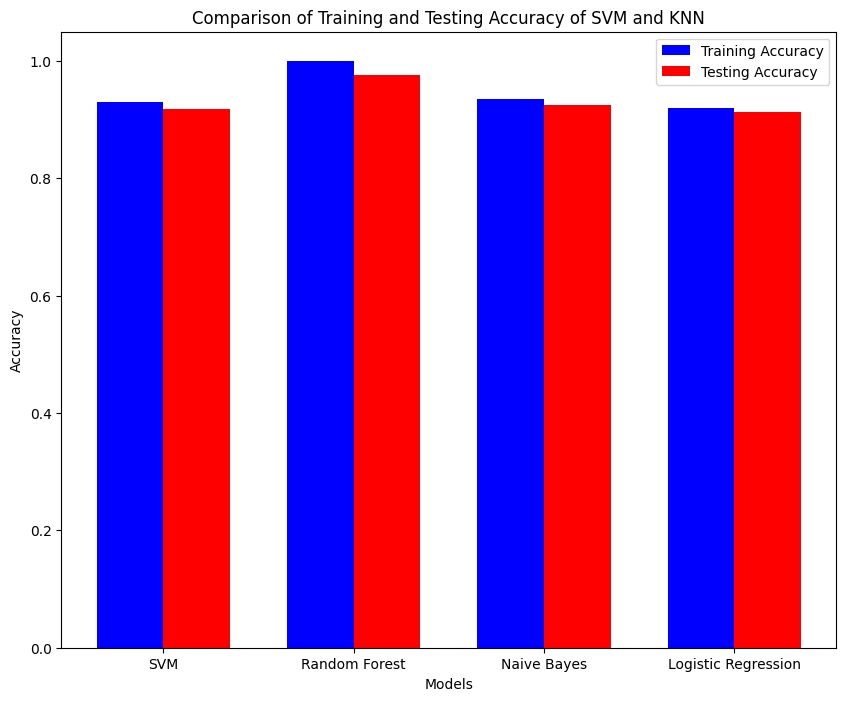 Comparison of Training and Testing Accuracy of SVM and KNN
Training Accuracy
Testing Accuracy
Accuracy
1.0
0.8
0.6
0.4
0.2
0.0
SVM
Random Forest
Naive Bayes
Logistic Regression
Models